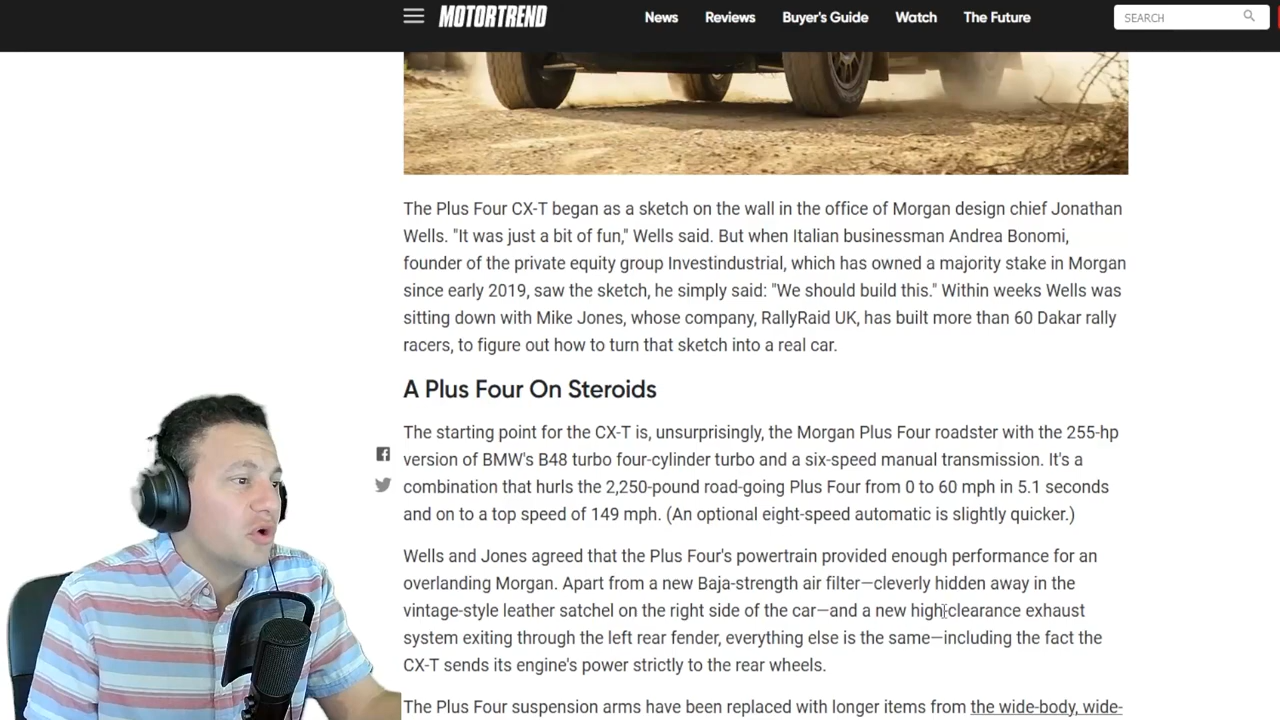 MOTORTREND
News Reviews Buyer's Guide Watch The Future
SEARCH
The Plus Four CX-T began as a sketch on the wall in the office of Morgan design chief Jonathan
Wells. "It was just a bit of fun," Wells said. But when Italian businessman Andrea Bonomi,
founder of the private equity group Investindustrial, which has owned a majority stake in Morgan
since early 2019, saw the sketch, he simply said: "We should build this." Within weeks Wells was
sitting down with Mike Jones, whose company, RallyRaid UK, has built more than 60 Dakar rally
racers, to figure out how to turn that sketch into a real car.
A Plus Four On Steroids
The starting point for the CX-T is, unsurprisingly, the Morgan Plus Four roadster with the 255-hp
version of BMW's B48 turbo four-cylinder turbo and a six-speed manual transmission. It's a
combination that hurls the 2,250-pound road-going Plus Four from 0 to 60 mph in 5.1 seconds
and on to a top speed of 149 mph. (An optional eight-speed automatic is slightly quicker.)
Wells and Jones agreed that the Plus Four's powertrain provided enough performance for an
overlanding Morgan. Apart from a new Baja-strength air filter—cleverly hidden away in the
vintage-style leather satchel on the right side of the car—and a new high-clearance exhaust
system exiting through the left rear fender, everything else is the same—including the fact the
CX-T sends its engine's power strictly to the rear wheels.
The Plus Four suspension arms have been replaced with longer items from the wide-body, wide-